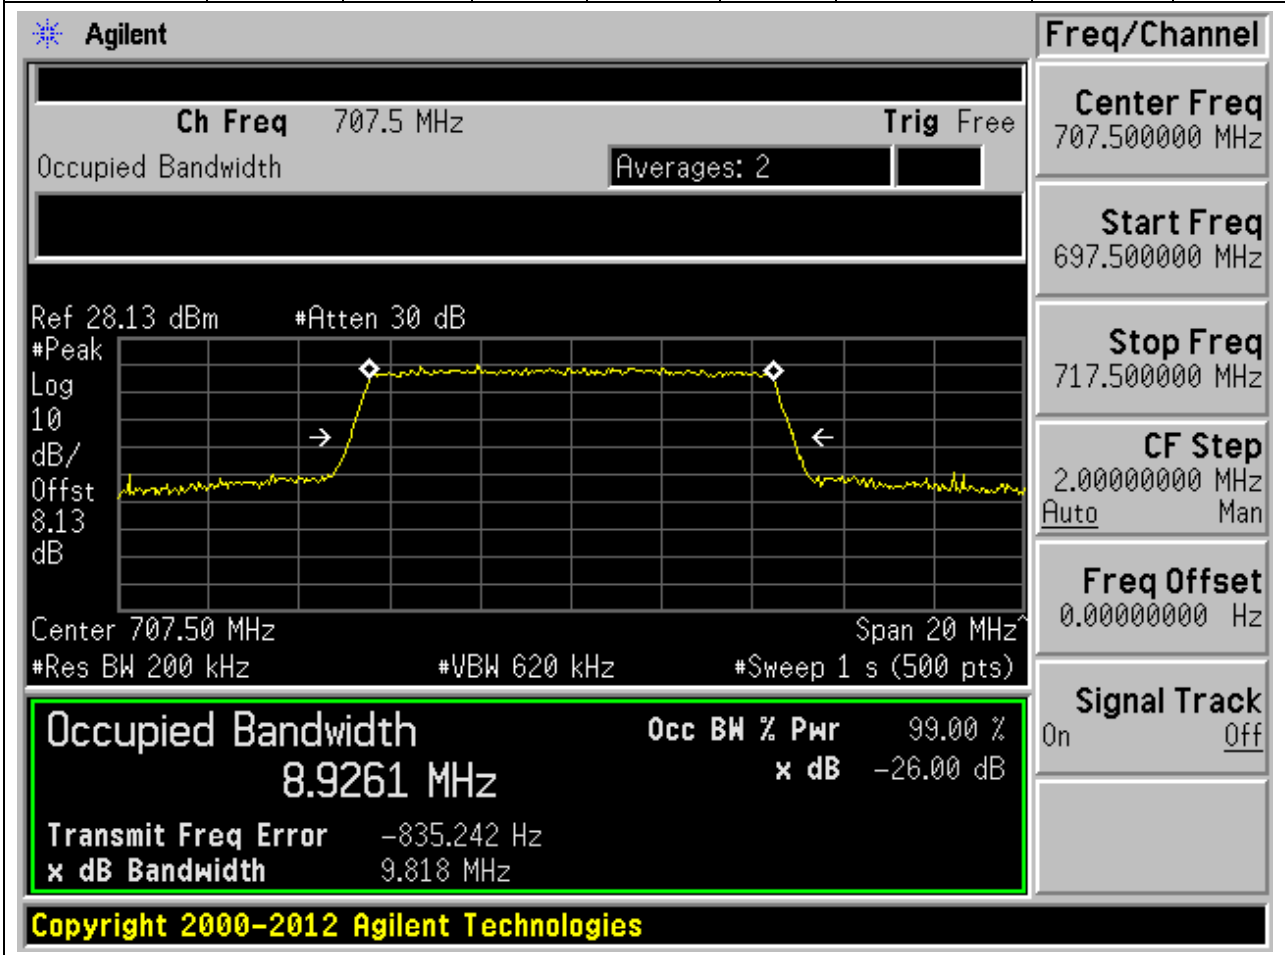 Agilent
Freq/Channel
Ch Freq 707.5 MHz Trig Free
Occupied Bandwidth Averages: 2
Center Freq
707.500000 MHz
Start Freq
697.500000 MHz
Stop Freq
717.500000 MHz
CF Step
2.00000000 MHz
Auto Man
Freq Offset
0.00000000 Hz
Signal Track
On Off
Ref 28.13 dBm #Atten 30 dB
#Peak
Log
10
dB/
Offst
8.13
dB
Center 707.50 MHz Span 20 MHz^
#Res BW 200 kHz #VBW 620 kHz #Sweep 1 s (500 pts)
Occupied Bandwidth Occ BW % Pwr 99.00 %
8.9261 MHz x dB -26.00 dB
Transmit Freq Error -835.242 Hz
x dB Bandwidth 9.818 MHz
Copyright 2000-2012 Agilent Technologies